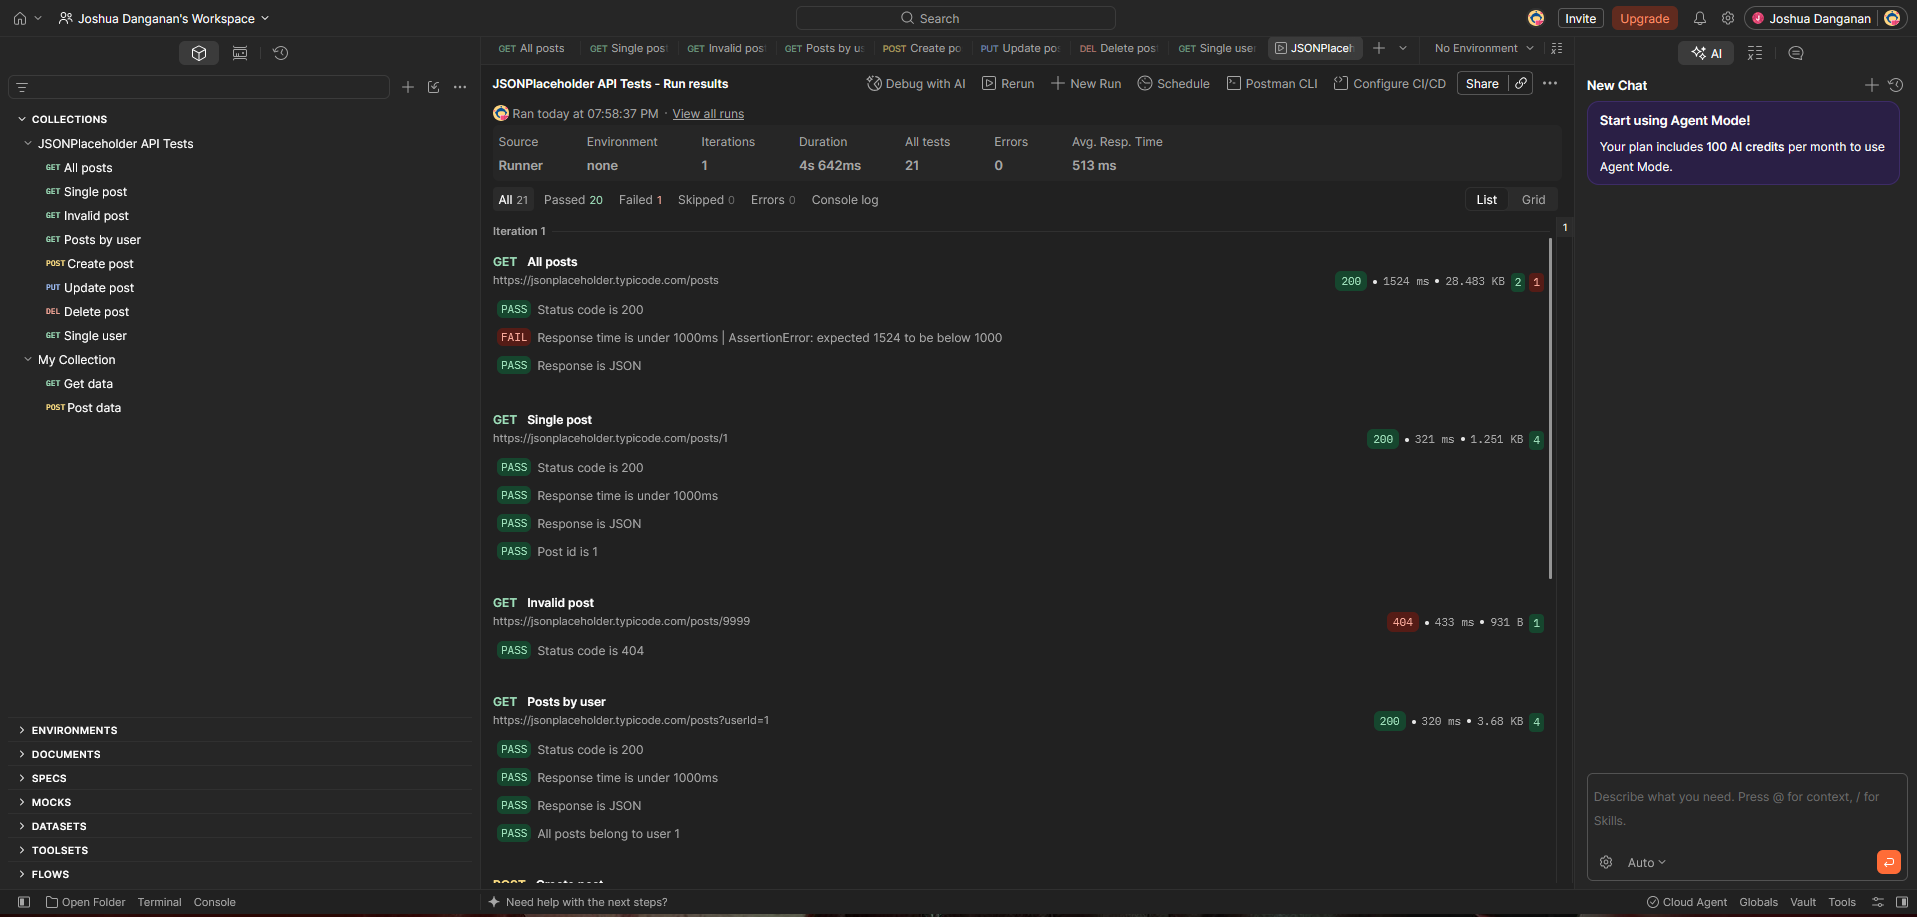 Joshua Danganan's Workspace
Search
Invite
Upgrade
Joshua Danganan
COLLECTIONS
JSONPlaceholder API Tests
GET All posts
GET Single post
GET Invalid post
GET Posts by user
POST Create post
PUT Update post
DEL Delete post
GET Single user
My Collection
GET Get data
POST Post data
ENVIRONMENTS
DOCUMENTS
SPECS
MOCKS
DATASETS
TOOLSETS
FLOWS
GET All posts GET Single pos GET Invalid pos GET Posts by u POST Create po PUT Update po DEL Delete pos GET Single use JSONPlaceh No Environment
JSONPlaceholder API Tests - Run results
Debug with AI Rerun New Run Schedule Postman CLI Configure CI/CD Share
Ran today at 07:58:37 PM · View all runs
Source Environment Iterations Duration All tests Errors Avg. Resp. Time
Runner none 1 4s 642ms 21 0 513 ms
All 21 Passed 20 Failed 1 Skipped 0 Errors 0 Console log List Grid
Iteration 1
1
GET All posts
https://jsonplaceholder.typicode.com/posts
200 • 1524 ms • 28.483 KB 2 1
PASS Status code is 200
FAIL Response time is under 1000ms | AssertionError: expected 1524 to be below 1000
PASS Response is JSON
GET Single post
https://jsonplaceholder.typicode.com/posts/1
200 • 321 ms • 1.251 KB 4
PASS Status code is 200
PASS Response time is under 1000ms
PASS Response is JSON
PASS Post id is 1
GET Invalid post
https://jsonplaceholder.typicode.com/posts/9999
404 • 433 ms • 931 B 1
PASS Status code is 404
GET Posts by user
https://jsonplaceholder.typicode.com/posts?userId=1
200 • 320 ms • 3.68 KB 4
PASS Status code is 200
PASS Response time is under 1000ms
PASS Response is JSON
PASS All posts belong to user 1
POST Create post
AI
New Chat
Start using Agent Mode!
Your plan includes 100 AI credits per month to use
Agent Mode.
Describe what you need. Press @ for context, / for
Skills.
Auto
Open Folder Terminal Console
Need help with the next steps?
Cloud Agent Globals Vault Tools